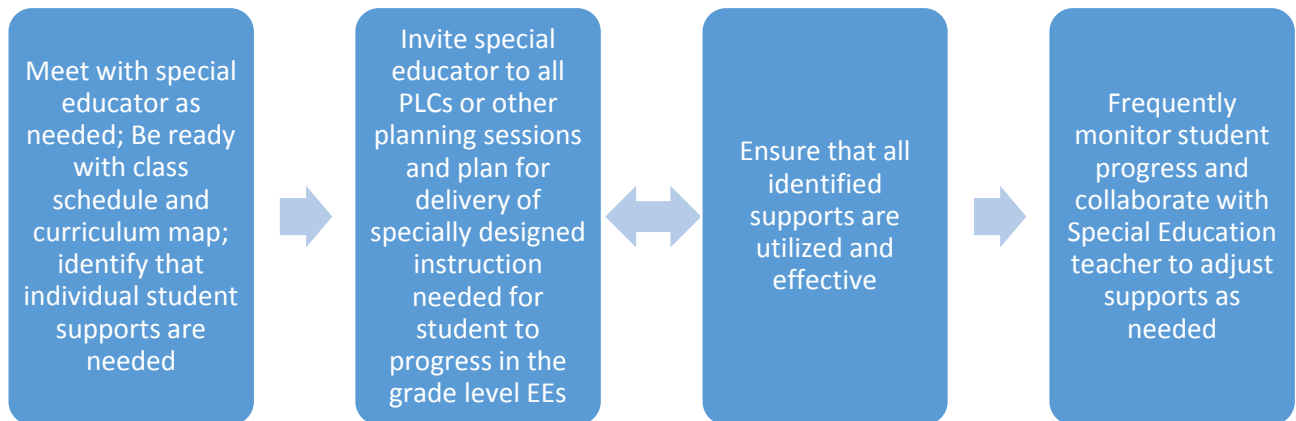 Meet with special
educator as
needed; Be ready
with class
schedule and
curriculum map;
identify that
individual student
supports are
needed
Invite special
educator to all
PLCs or other
planning sessions
and plan for
delivery of
specially designed
instruction
needed for
student to
progress in the
grade level EEs
Ensure that all
identified
supports are
utilized and
effective
Frequently
monitor student
progress and
collaborate with
Special Education
teacher to adjust
supports as
needed